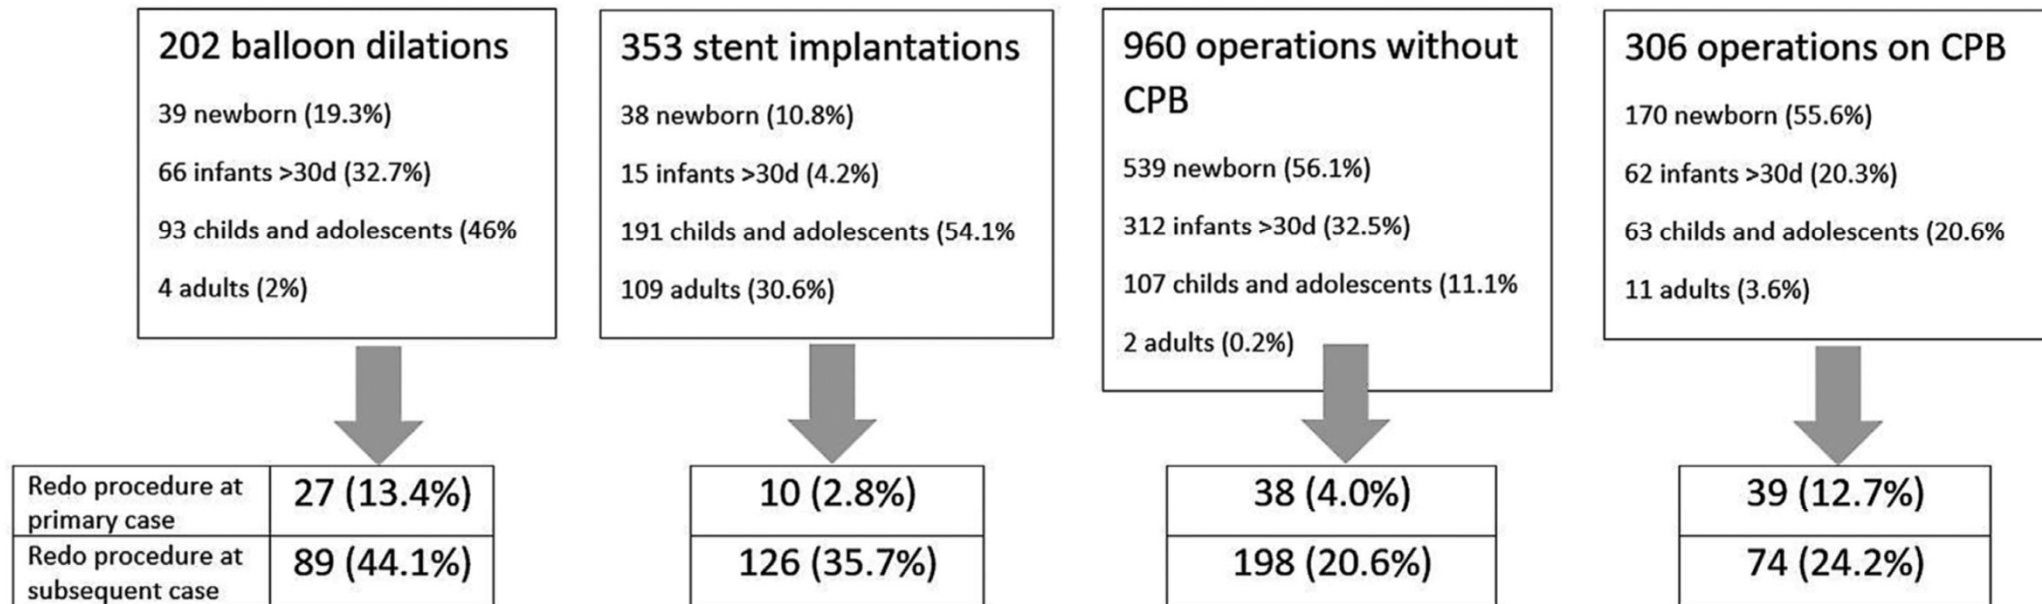 202 balloon dilations
39 newborn (19.3%)
66 infants >30d (32.7%)
93 childs and adolescents (46%
4 adults (2%)
353 stent implantations
38 newborn (10.8%)
15 infants >30d (4.2%)
191 childs and adolescents (54.1%
109 adults (30.6%)
960 operations without
CPB
539 newborn (56.1%)
312 infants >30d (32.5%)
107 childs and adolescents (11.1%
2 adults (0.2%)
306 operations on CPB
170 newborn (55.6%)
62 infants >30d (20.3%)
63 childs and adolescents (20.6%
11 adults (3.6%)
Redo procedure at
primary case
27 (13.4%)
10 (2.8%)
38 (4.0%)
39 (12.7%)
Redo procedure at
subsequent case
89 (44.1%)
126 (35.7%)
198 (20.6%)
74 (24.2%)